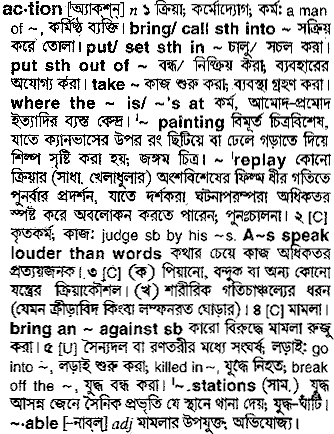 ac·tion [অ্যাকশ্‌ন্] n ১ ক্রিয়া; কর্মোদ্যোগ; কর্ম: a man
of ~, কর্মিষ্ঠ ব্যক্তি। bring/ call sth into ~ সক্রিয়
করে তোলা। put/ set sth in ~ চালু/ সচল করা।
put sth out of ~ বন্ধ/ নিষ্ক্রিয় করা, ব্যবহারের
অযোগ্য করা। take ~ কাজ শুরু করা; ব্যবস্থা গ্রহণ করা।
where the ~ is/ ~'s at কর্ম, আমোদ-প্রমোদ
ইত্যাদির ব্যস্ত কেন্দ্র। '~ painting বিমূর্ত চিত্রবিশেষ,
যাতে ক্যানভাসের উপর রং ছিটিয়ে বা ঢেলে গড়াতে দিয়ে
শিল্প সৃষ্টি করা হয়; জঙ্গম চিত্র। ~ 'replay কোনো
ক্রিয়ার (সাধা, খেলাধুলার) অংশবিশেষের ফিল্ম ধীর গতিতে
পুনর্বার প্রদর্শন, যাতে দর্শকরা ঘটনাপরম্পরা অধিকতর
স্পষ্ট করে অবলোকন করতে পারেন; পুনঃচালনা। ২ [C]
কৃতকর্ম; কাজ: judge sb by his ~s. A~s speak
louder than words কথার চেয়ে কাজ অধিকতর
প্রত্যয়জনক। ৩ [C] (ক) পিয়ানো, বন্দুক বা অন্য কোনো
যন্ত্রের ক্রিয়াকৌশল। (খ) শারীরিক গতিচাঞ্চল্যের ধরন
(যেমন ক্রীড়াবিদ কিংবা লম্ফনরত ঘোড়ার)। ৪ [C] মামলা।
bring an ~ against sb কারো বিরুদ্ধে মামলা রুজু
করা। ৫ [U] সৈন্যদল বা রণতরীর মধ্যে সংঘর্ষ; লড়াই: go
into ~, লড়াই শুরু করা; killed in ~, যুদ্ধে নিহত; break
off the ~, যুদ্ধ বন্ধ করা। '~.stations (সাম.) যুদ্ধ
আসন্ন জেনে সৈনিক প্রভৃতি যে স্থানে থানা দেয়; যুদ্ধ-ঘাঁটি।
~·able [–নাব্‌ল্] adj মামলার উপযুক্ত; অভিযোজ্য।